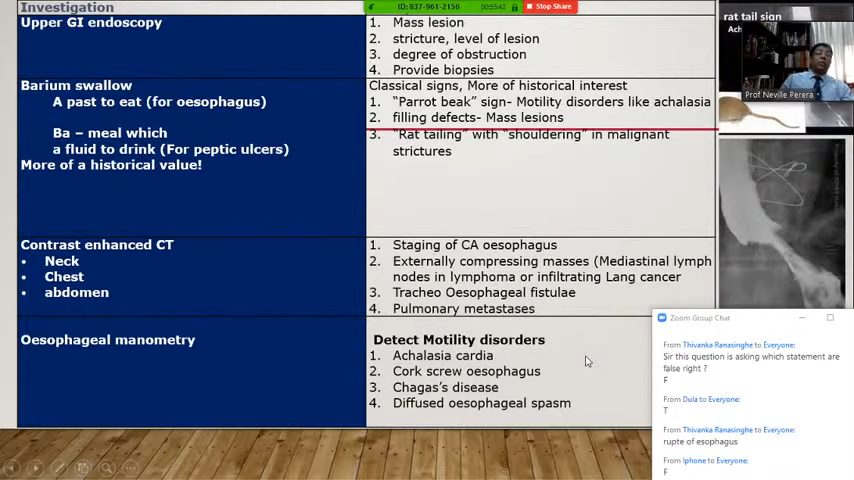 Investigation
ID: 837-961-2156
00:55:43
Stop Share
rat tail sign
Ach
Prof Neville Perera
Upper GI endoscopy
1. Mass lesion
2. stricture, level of lesion
3. degree of obstruction
4. Provide biopsies
Barium swallow
A past to eat (for oesophagus)
Ba – meal which
a fluid to drink (For peptic ulcers)
More of a historical value!
Classical signs, More of historical interest
1. “Parrot beak” sign- Motility disorders like achalasia
2. filling defects- Mass lesions
3. “Rat tailing” with “shouldering” in malignant
strictures
Contrast enhanced CT
• Neck
• Chest
• abdomen
1. Staging of CA oesophagus
2. Externally compressing masses (Mediastinal lymph
nodes in lymphoma or infiltrating Lang cancer
3. Tracheo Oesophageal fistulae
4. Pulmonary metastases
Oesophageal manometry
Detect Motility disorders
1. Achalasia cardia
2. Cork screw oesophagus
3. Chagas’s disease
4. Diffused oesophageal spasm
Zoom Group Chat
From Thivanka Ranasinghe to Everyone:
Sir this question is asking which statement are
false right ?
F
From Dula to Everyone:
T
From Thivanka Ranasinghe to Everyone:
rupte of esophagus
From Iphone to Everyone:
F